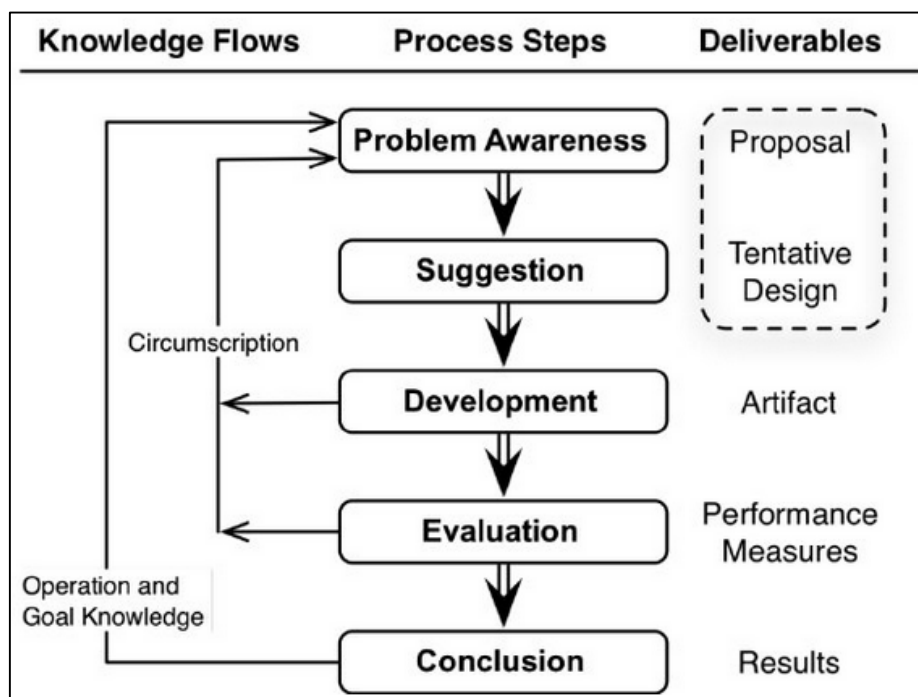 Knowledge Flows Process Steps Deliverables
Problem Awareness Proposal
Suggestion Tentative
Design
Circumscription
Development Artifact
Evaluation Performance
Measures
Operation and
Goal Knowledge
Conclusion Results